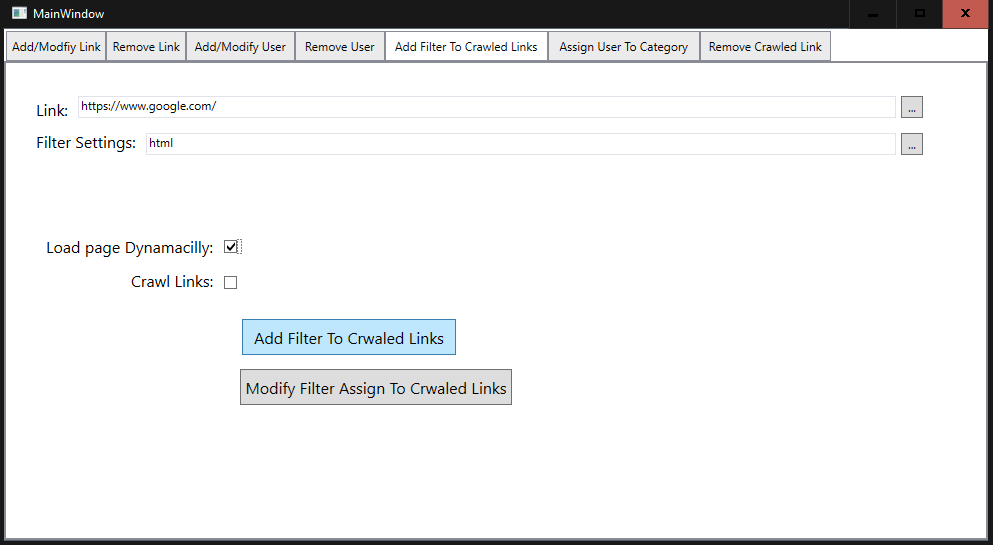 MainWindow
Add/Modfiy Link Remove Link Add/Modify User Remove User Add Filter To Crawled Links Assign User To Category Remove Crawled Link
Link: https://www.google.com/ ...
Filter Settings: html ...
Load page Dynamacilly:
Crawl Links:
Add Filter To Crwaled Links
Modify Filter Assign To Crwaled Links